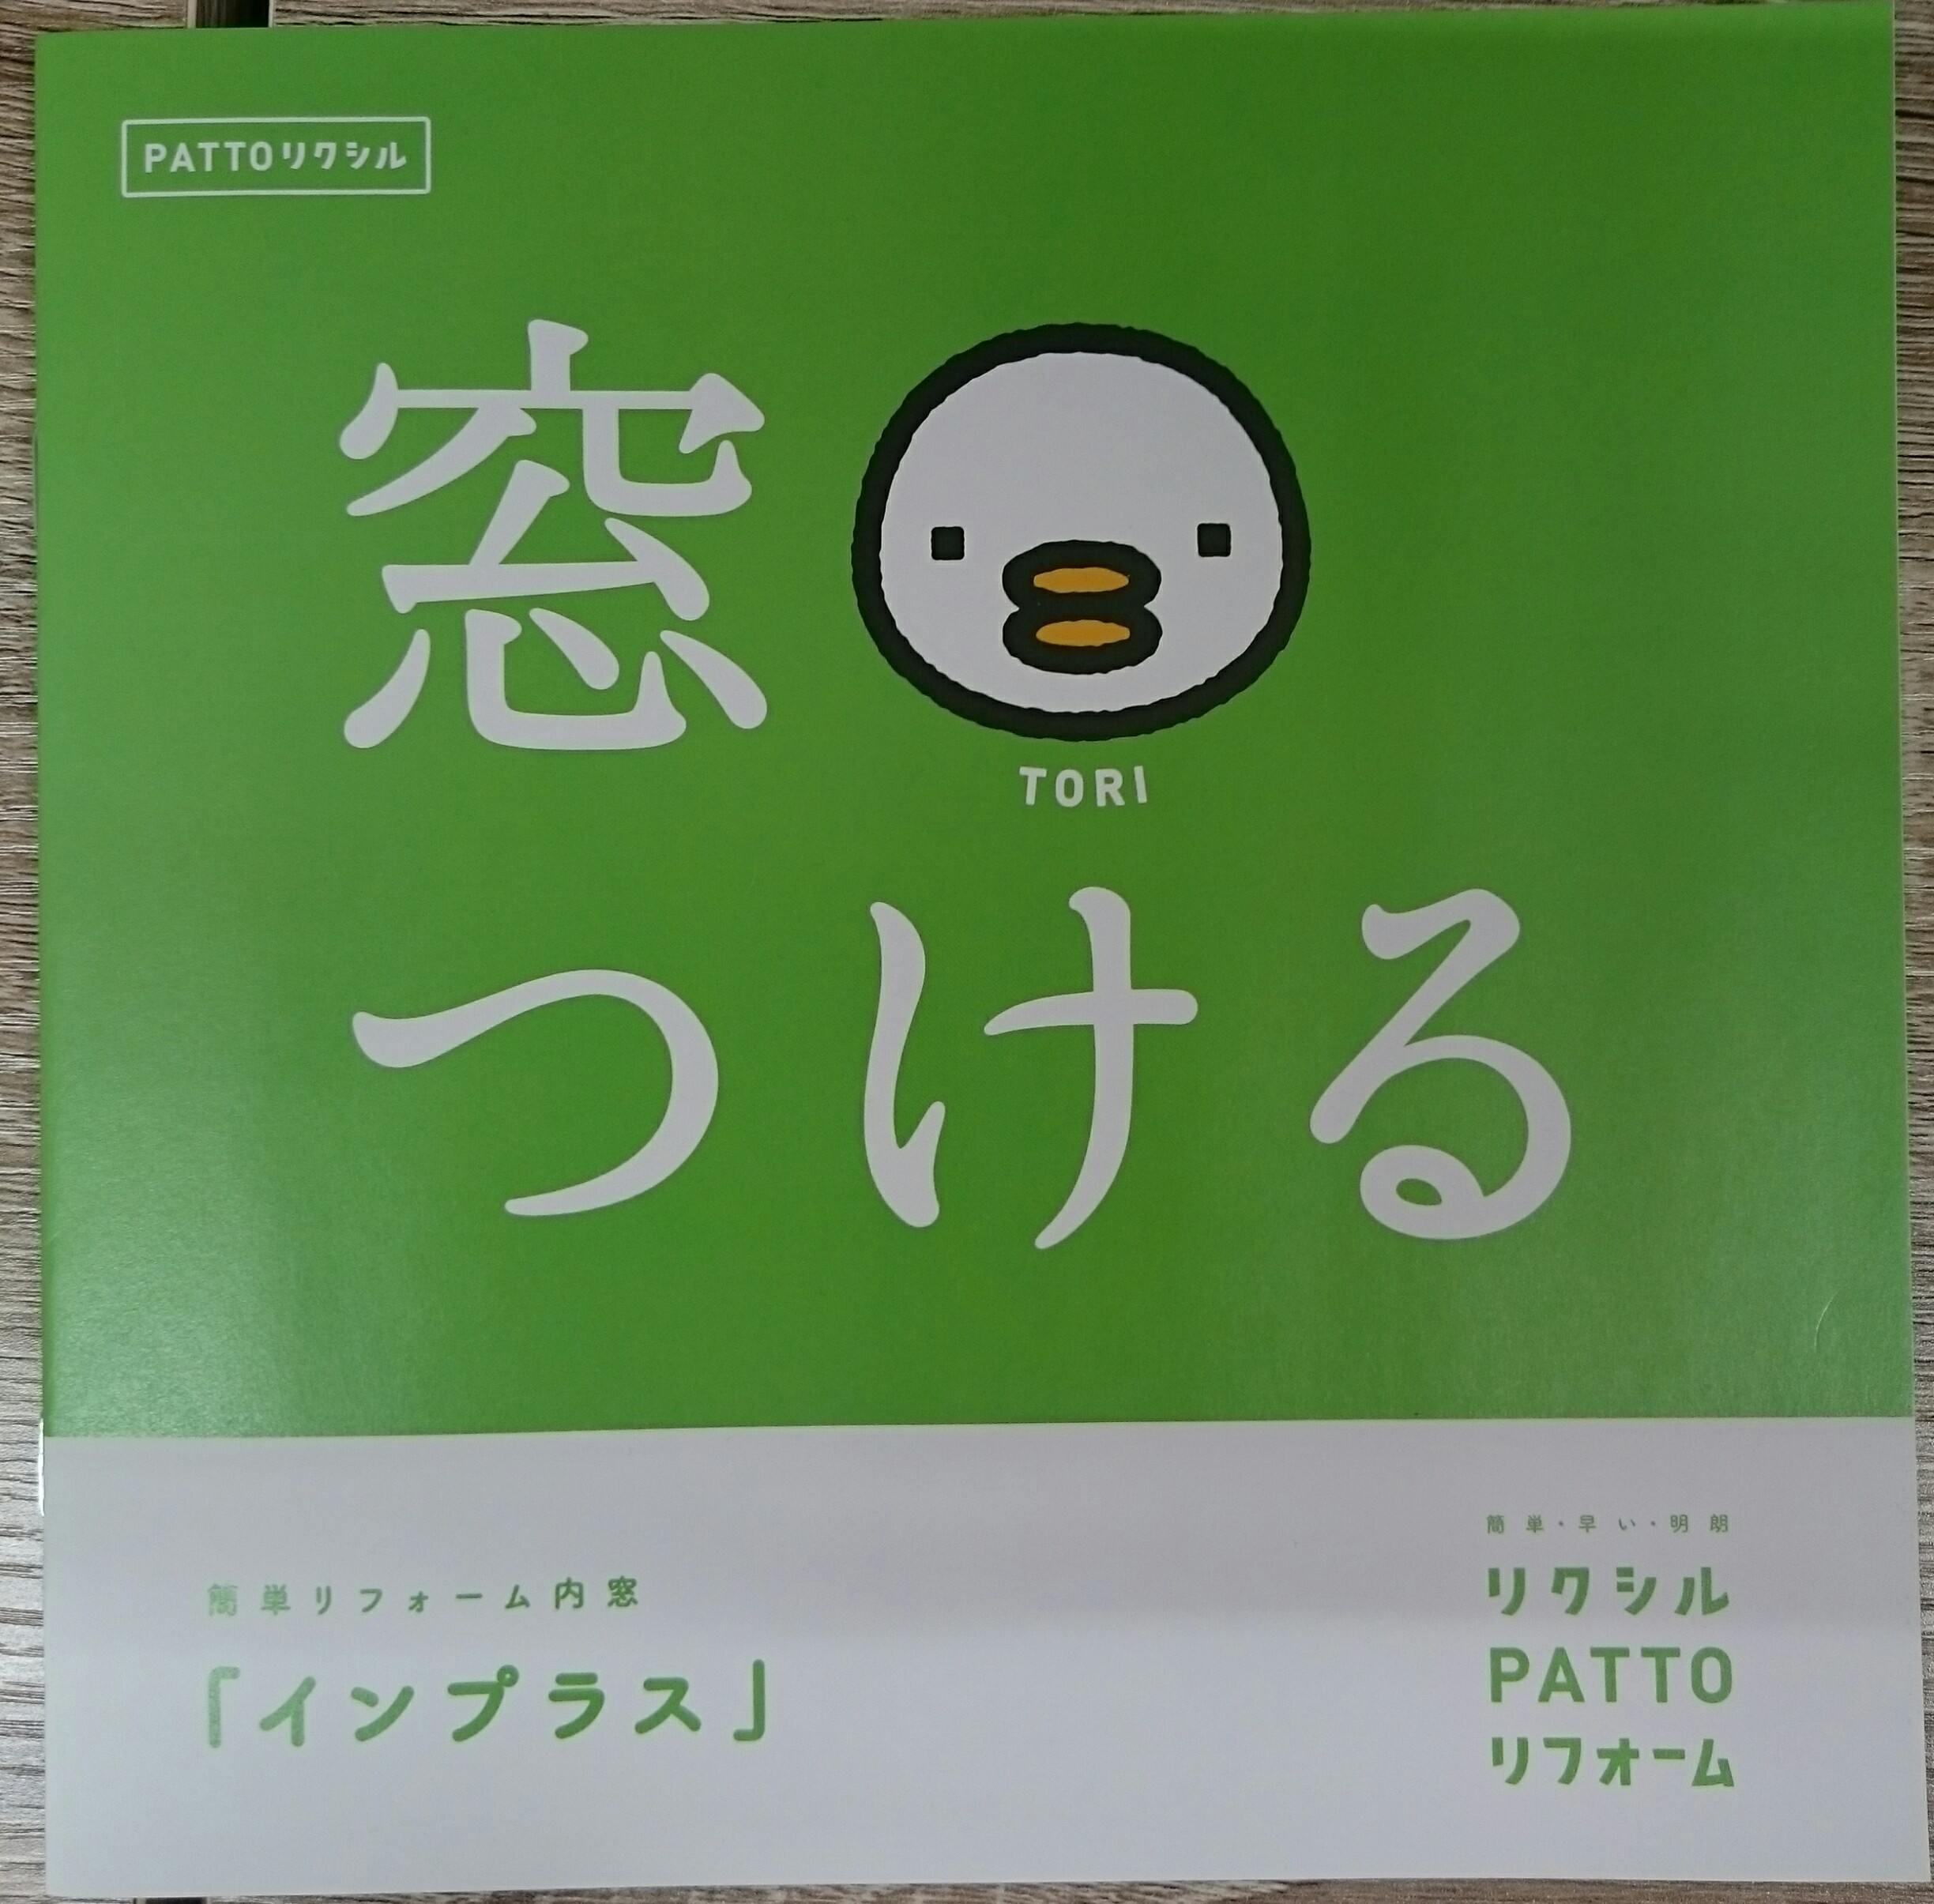 PATTOリクシル
窓
TORI
つける
簡単リフォーム内窓
「インプラス」
簡単・早い・明朗
リクシル
PATTO
リフォーム